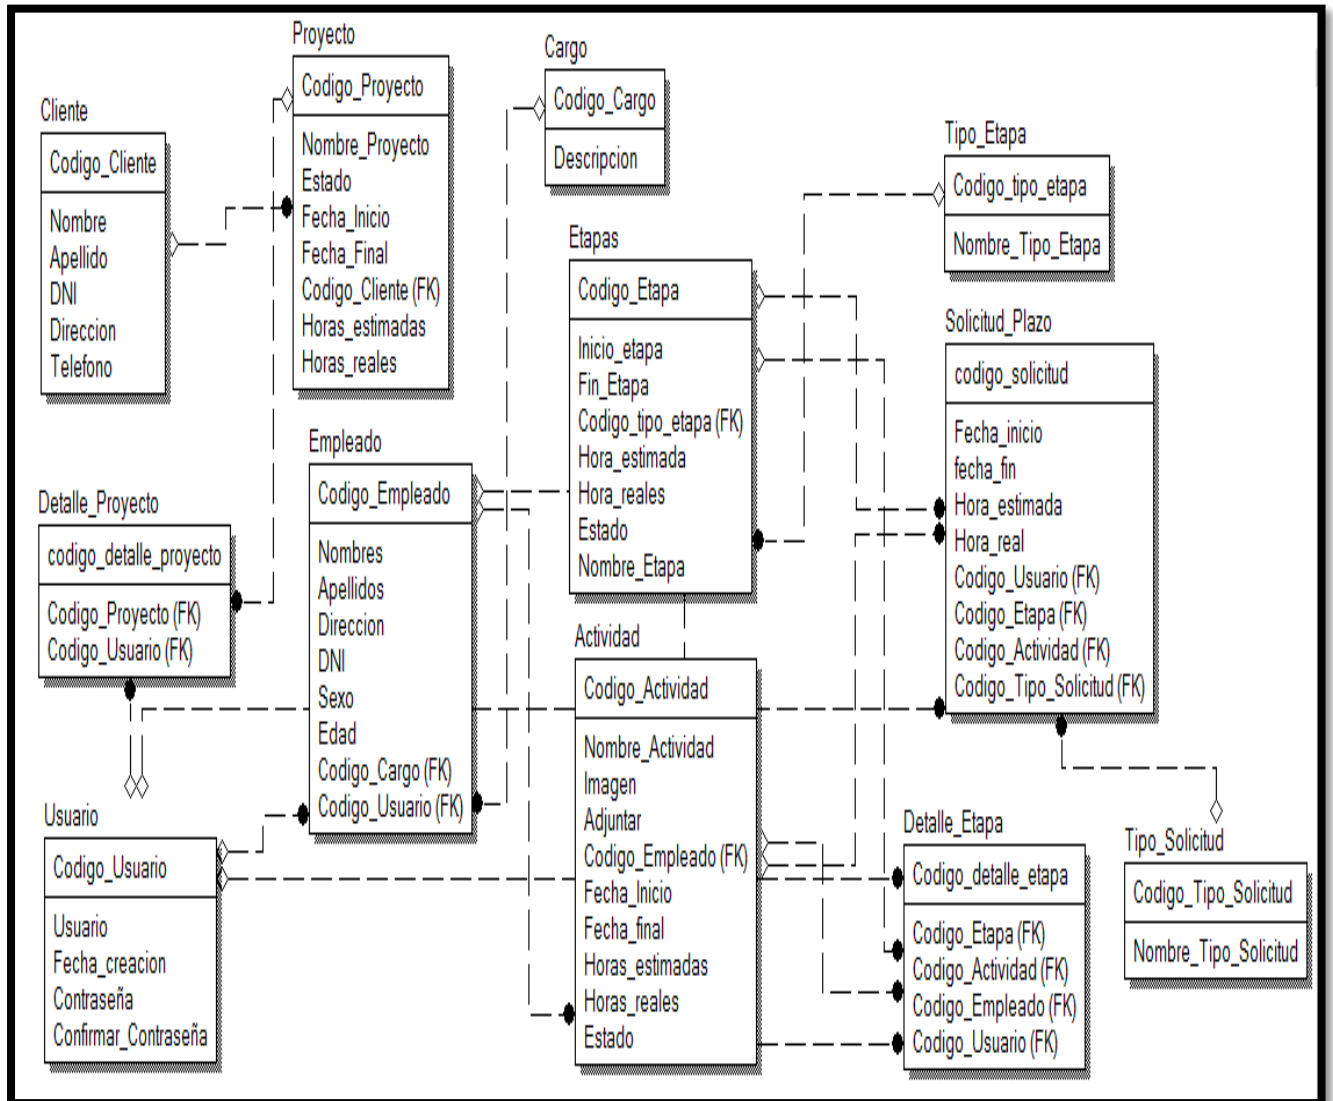 Proyecto
Codigo_Proyecto
Nombre_Proyecto
Estado
Fecha_Inicio
Fecha_Final
Codigo_Cliente (FK)
Horas_estimadas
Horas_reales
Cargo
Codigo_Cargo
Descripcion
Cliente
Codigo_Cliente
Nombre
Apellido
DNI
Direccion
Telefono
Tipo_Etapa
Codigo_tipo_etapa
Nombre_Tipo_Etapa
Etapas
Codigo_Etapa
Inicio_etapa
Fin_Etapa
Codigo_tipo_etapa (FK)
Hora_estimada
Hora_reales
Estado
Nombre_Etapa
Solicitud_Plazo
codigo_solicitud
Fecha_inicio
fecha_fin
Hora_estimada
Hora_real
Codigo_Usuario (FK)
Codigo_Etapa (FK)
Codigo_Actividad (FK)
Codigo_Tipo_Solicitud (FK)
Empleado
Codigo_Empleado
Nombres
Apellidos
Direccion
DNI
Sexo
Edad
Codigo_Cargo (FK)
Codigo_Usuario (FK)
Detalle_Proyecto
codigo_detalle_proyecto
Codigo_Proyecto (FK)
Codigo_Usuario (FK)
Actividad
Codigo_Actividad
Nombre_Actividad
Imagen
Adjuntar
Codigo_Empleado (FK)
Fecha_Inicio
Fecha_final
Horas_estimadas
Horas_reales
Estado
Usuario
Codigo_Usuario
Usuario
Fecha_creacion
Contraseña
Confirmar_Contraseña
Detalle_Etapa
Codigo_detalle_etapa
Codigo_Etapa (FK)
Codigo_Actividad (FK)
Codigo_Empleado (FK)
Codigo_Usuario (FK)
Tipo_Solicitud
Codigo_Tipo_Solicitud
Nombre_Tipo_Solicitud